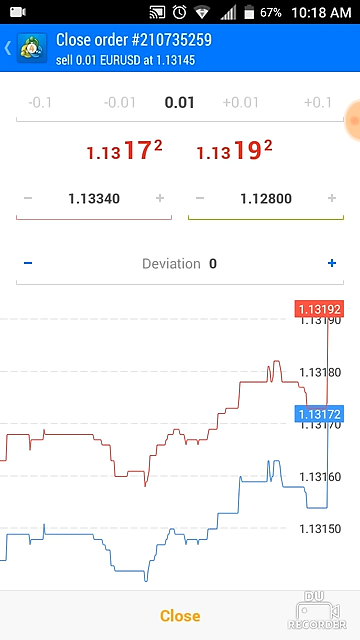 67% 10:18 AM
Close order #210735259
sell 0.01 EURUSD at 1.13145
-0.1 -0.01 0.01 +0.01 +0.1
1.13172 1.13192
− 1.13340 + − 1.12800 +
− Deviation 0 +
1.13192
1.13190
1.13180
1.13172
1.13170
1.13160
1.13150
Close
DU
RECORDER